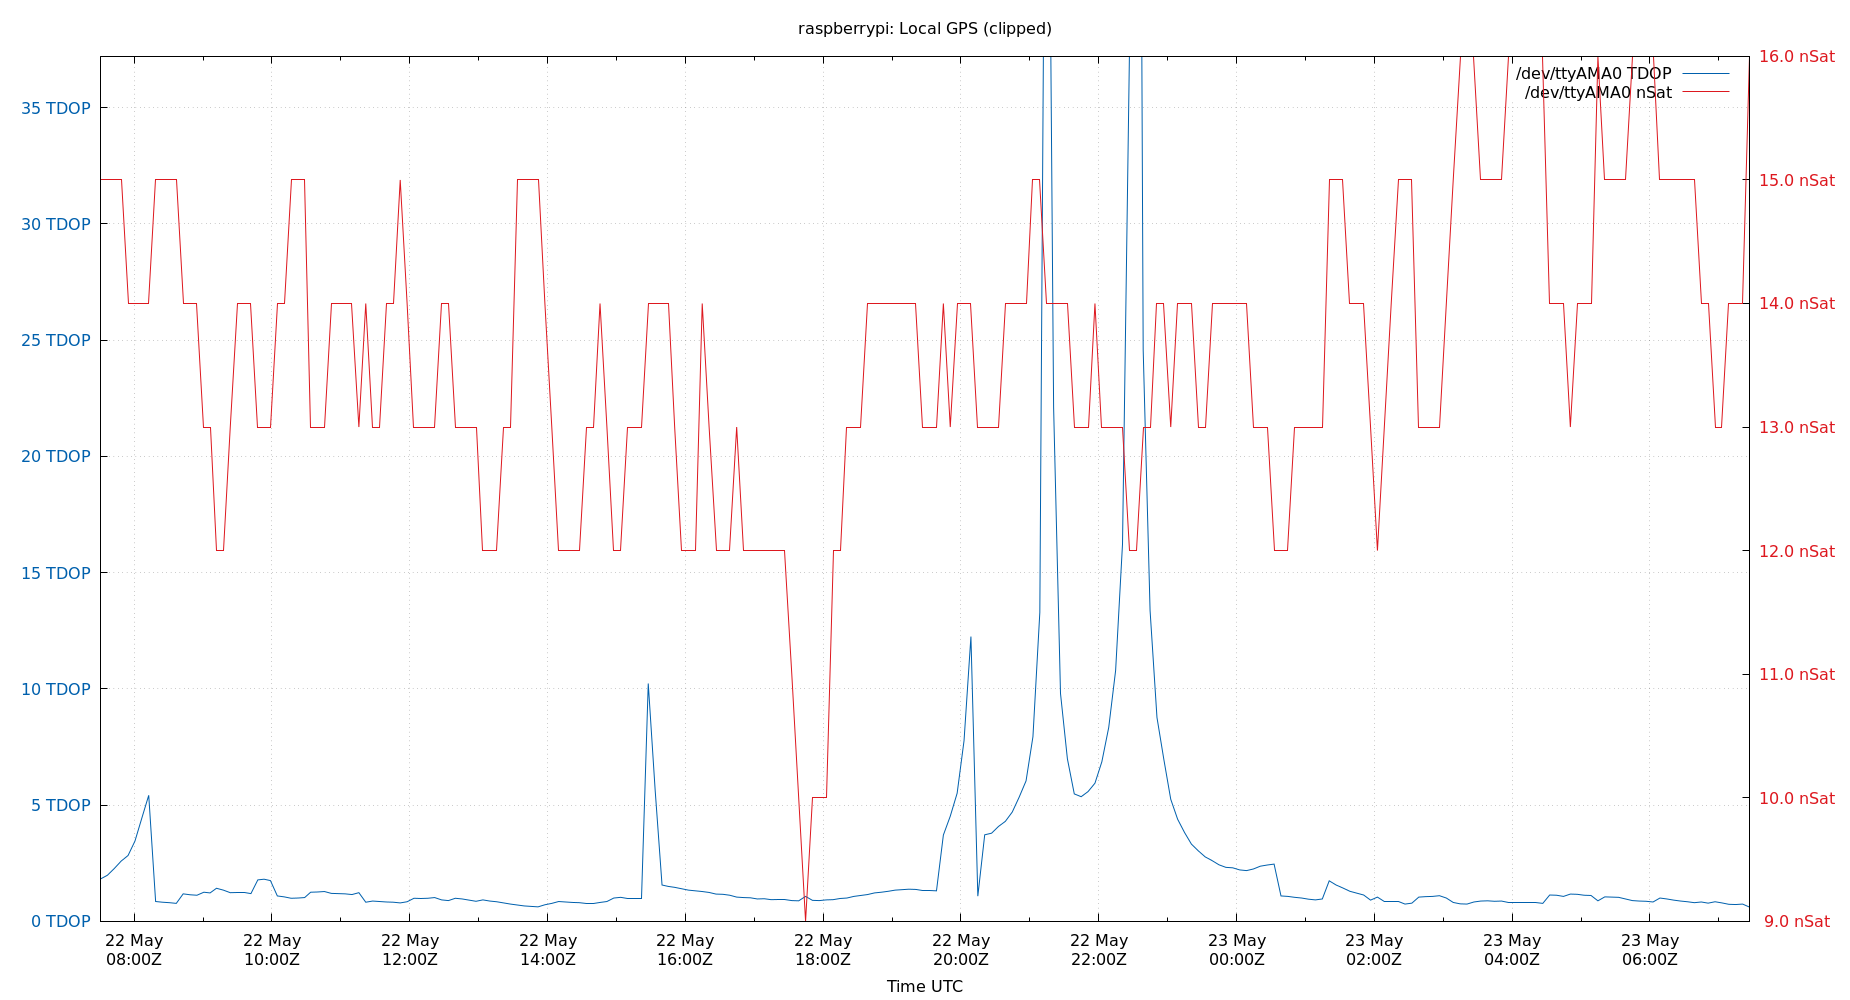 raspberrypi: Local GPS (clipped)
/dev/ttyAMA0 TDOP
/dev/ttyAMA0 nSat
35 TDOP
30 TDOP
25 TDOP
20 TDOP
15 TDOP
10 TDOP
5 TDOP
0 TDOP
16.0 nSat
15.0 nSat
14.0 nSat
13.0 nSat
12.0 nSat
11.0 nSat
10.0 nSat
9.0 nSat
22 May
08:00Z
22 May
10:00Z
22 May
12:00Z
22 May
14:00Z
22 May
16:00Z
22 May
18:00Z
22 May
20:00Z
22 May
22:00Z
23 May
00:00Z
23 May
02:00Z
23 May
04:00Z
23 May
06:00Z
Time UTC